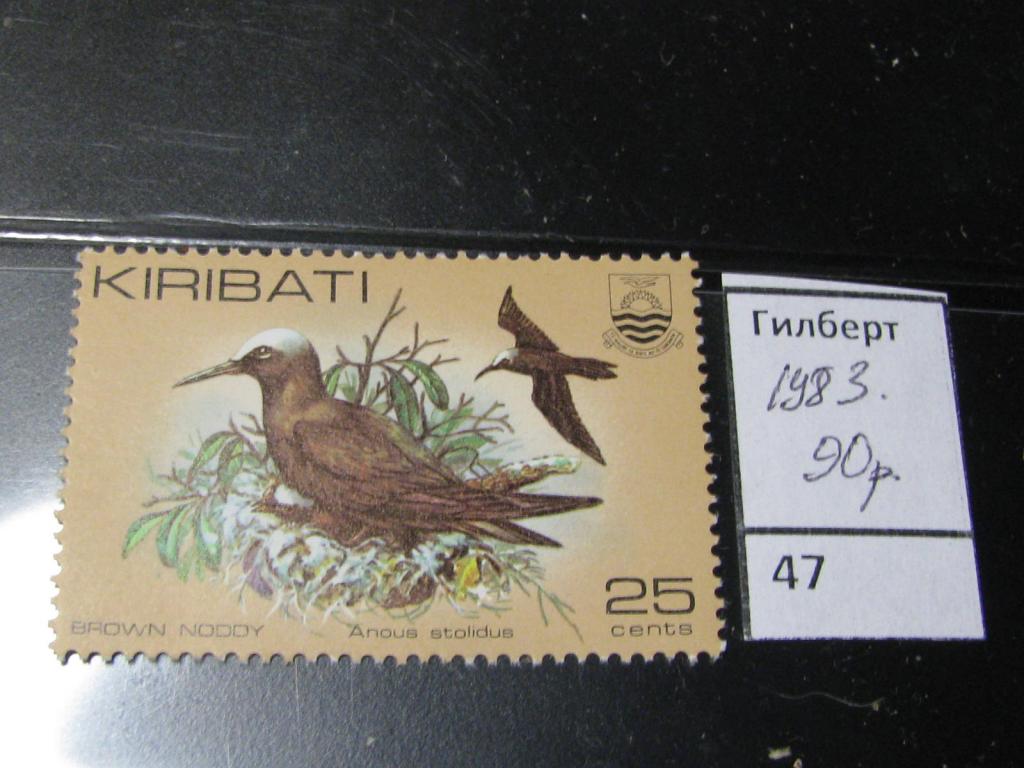 KIRIBATI
25
cents
BROWN NODDY
Anous stolidus
Гилберт
1983.
90р.
47